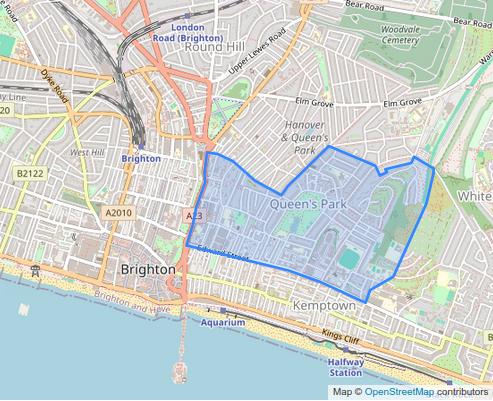 London
Road (Brighton)
Round Hill
Bear Road
Bear Road
Woodvale
Cemetery
Upper Lewes Road
Dyke Road
Elm Grove
Elm Grove
Hanover
& Queen's
Park
West Hill
Brighton
B2122
A2010
A23
Queen's Park
White
Edward Street
Brighton
Kemptown
Brighton and Hove
Aquarium
Kings Cliff
Halfway
Station
Map © OpenStreetMap contributors